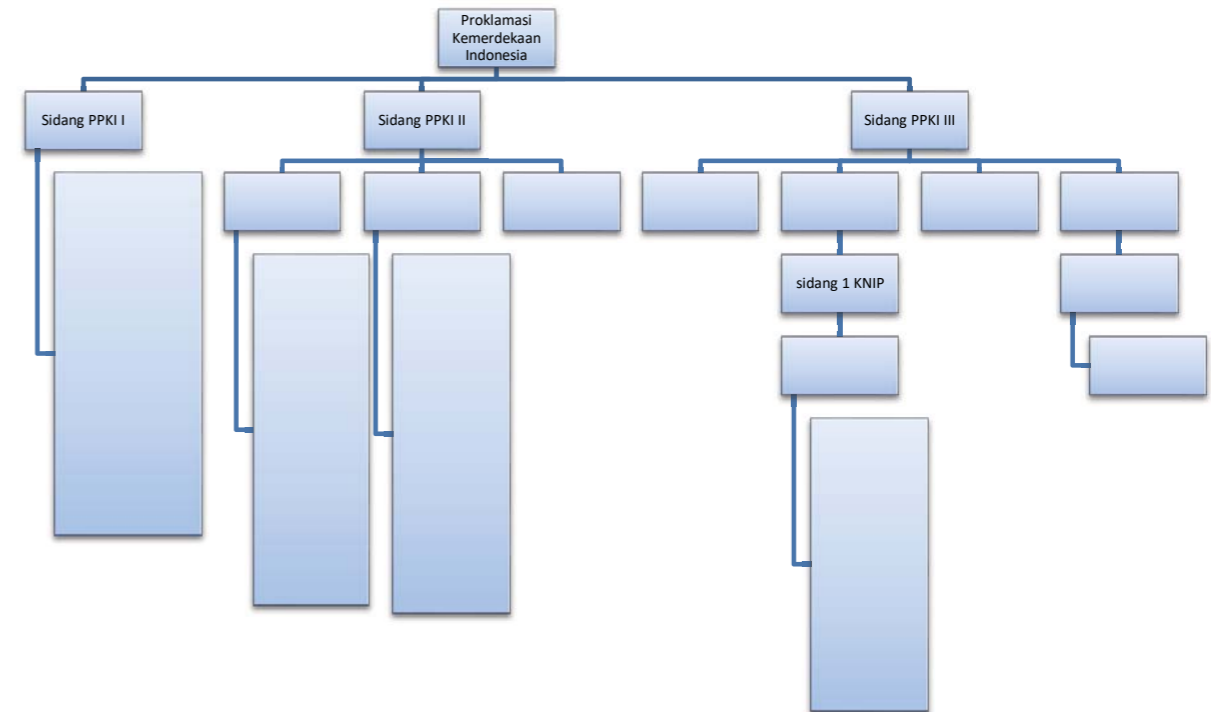 Proklamasi
Kemerdekaan
Indonesia
Sidang PPKI I
Sidang PPKI II
Sidang PPKI III
sidang 1 KNIP